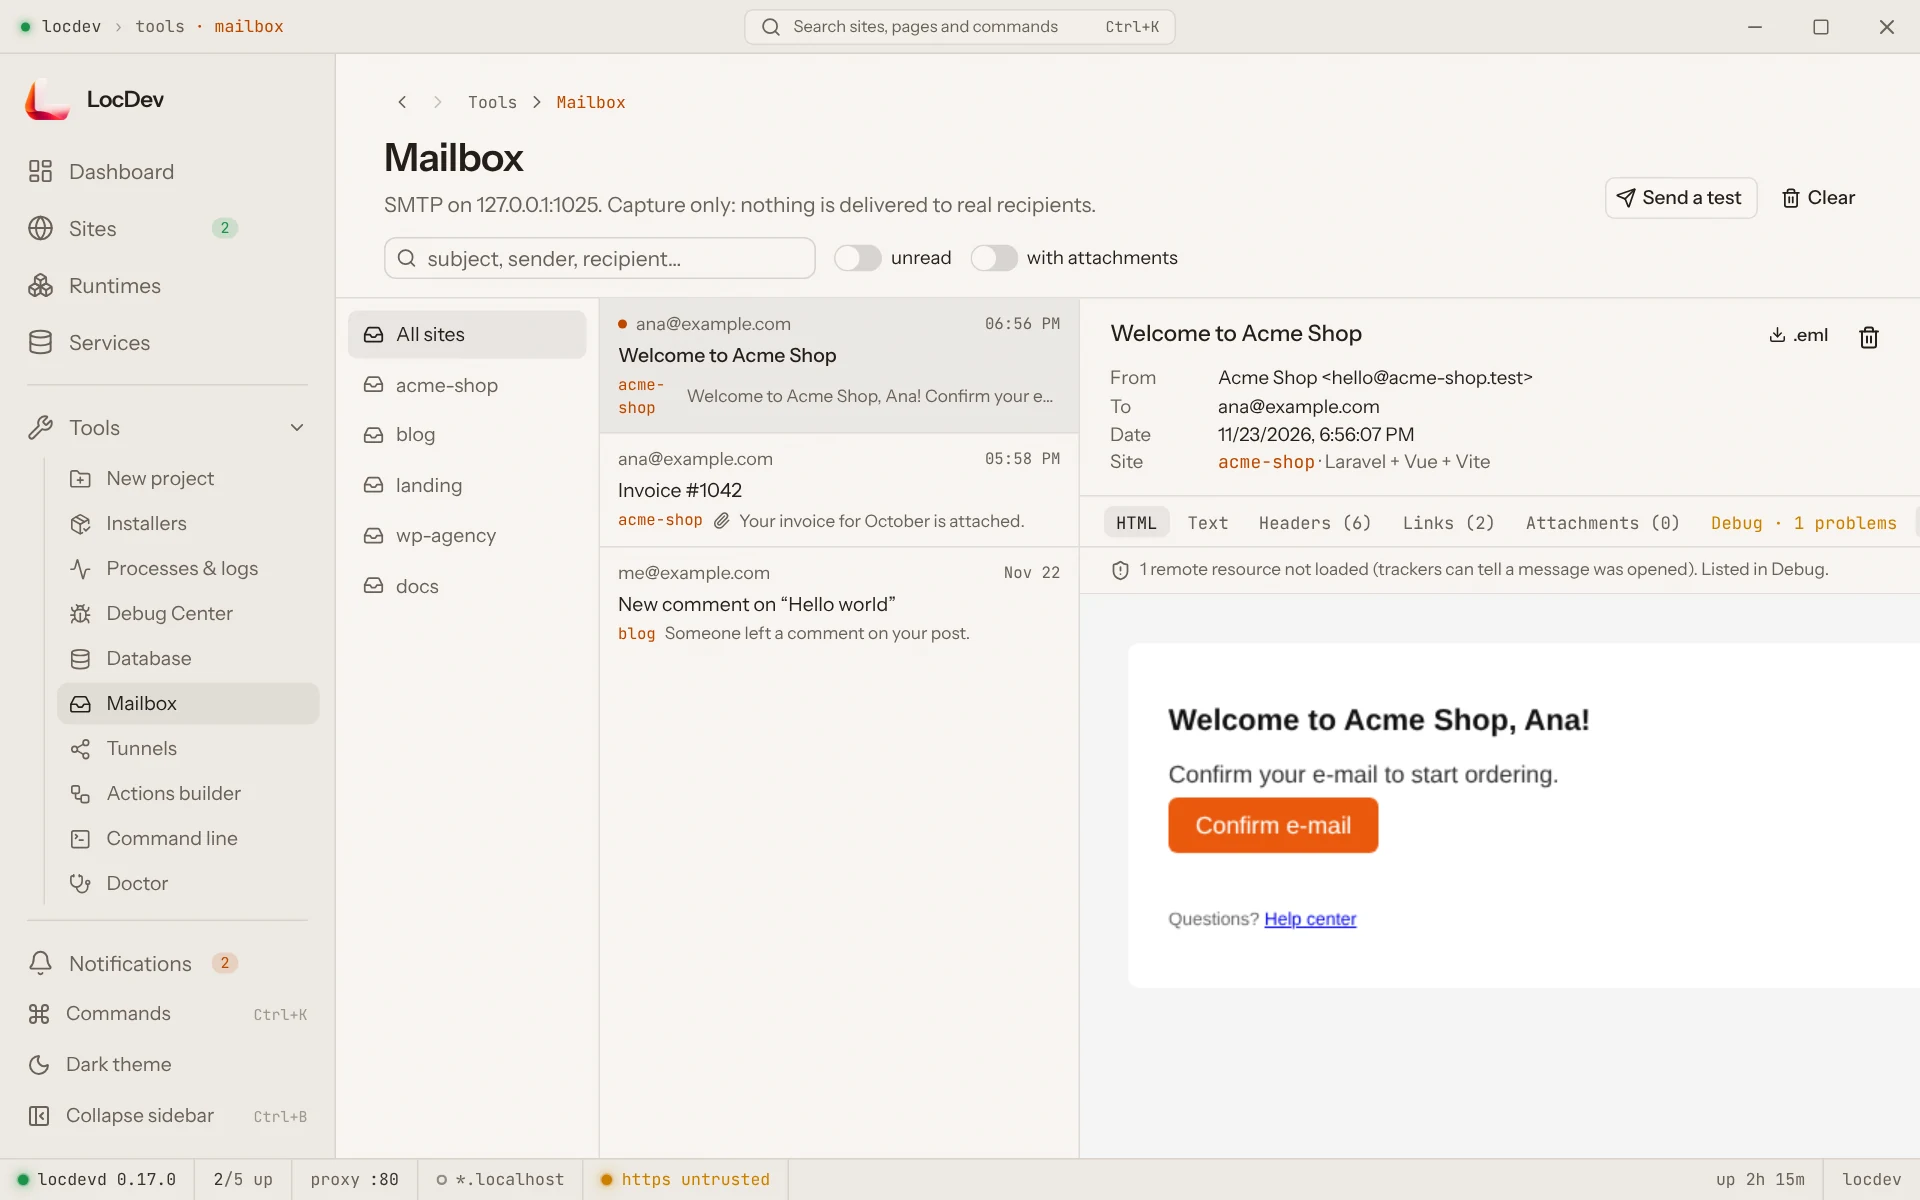 locdev › tools · mailbox
Search sites, pages and commands Ctrl+K
LocDev
Dashboard
Sites 2
Runtimes
Services
Tools
New project
Installers
Processes & logs
Debug Center
Database
Mailbox
Tunnels
Actions builder
Command line
Doctor
Notifications 2
Commands Ctrl+K
Dark theme
Collapse sidebar Ctrl+B
Tools > Mailbox
Mailbox
SMTP on 127.0.0.1:1025. Capture only: nothing is delivered to real recipients.
Send a test Clear
subject, sender, recipient... unread with attachments
All sites
acme-shop
blog
landing
wp-agency
docs
ana@example.com 06:56 PM
Welcome to Acme Shop
acme-shop Welcome to Acme Shop, Ana! Confirm your e...
ana@example.com 05:58 PM
Invoice #1042
acme-shop Your invoice for October is attached.
me@example.com Nov 22
New comment on “Hello world”
blog Someone left a comment on your post.
Welcome to Acme Shop .eml
From Acme Shop <hello@acme-shop.test>
To ana@example.com
Date 11/23/2026, 6:56:07 PM
Site acme-shop · Laravel + Vue + Vite
HTML Text Headers (6) Links (2) Attachments (0) Debug · 1 problems
1 remote resource not loaded (trackers can tell a message was opened). Listed in Debug.
Welcome to Acme Shop, Ana!
Confirm your e-mail to start ordering.
Confirm e-mail
Questions? Help center
locdevd 0.17.0 2/5 up proxy :80 *.localhost https untrusted up 2h 15m locdev